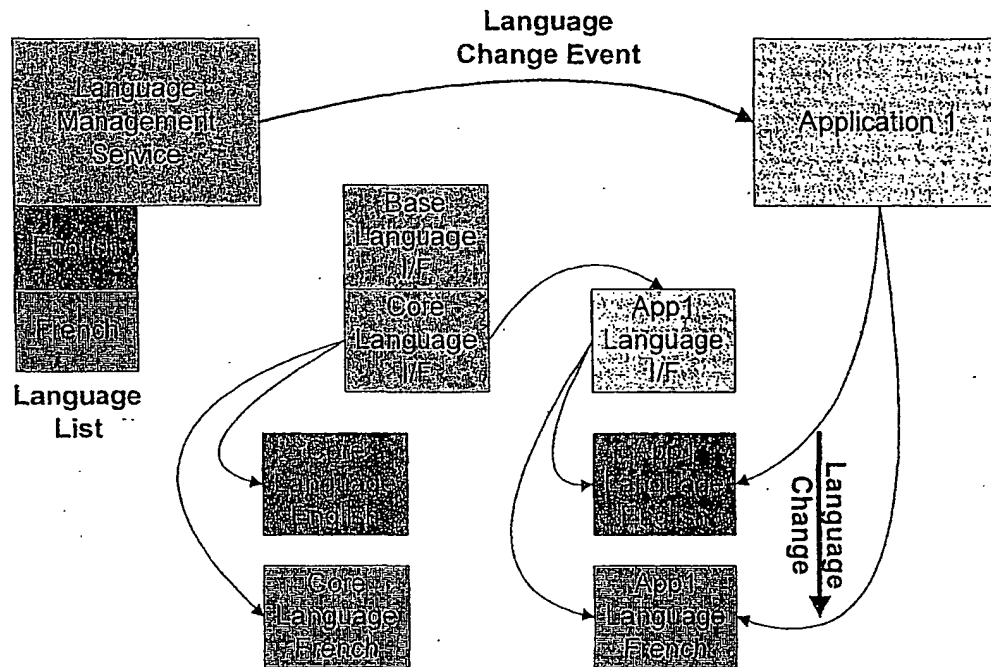 Language
Change Event
Language
Management
Service
Application 1
English
French
Language
List
Base
Language
I/F
Core
Language
I/F
App1
Language
I/F
Core
Language
English
App1
Language
English
Core
Language
French
App1
Language
French
Language
Change